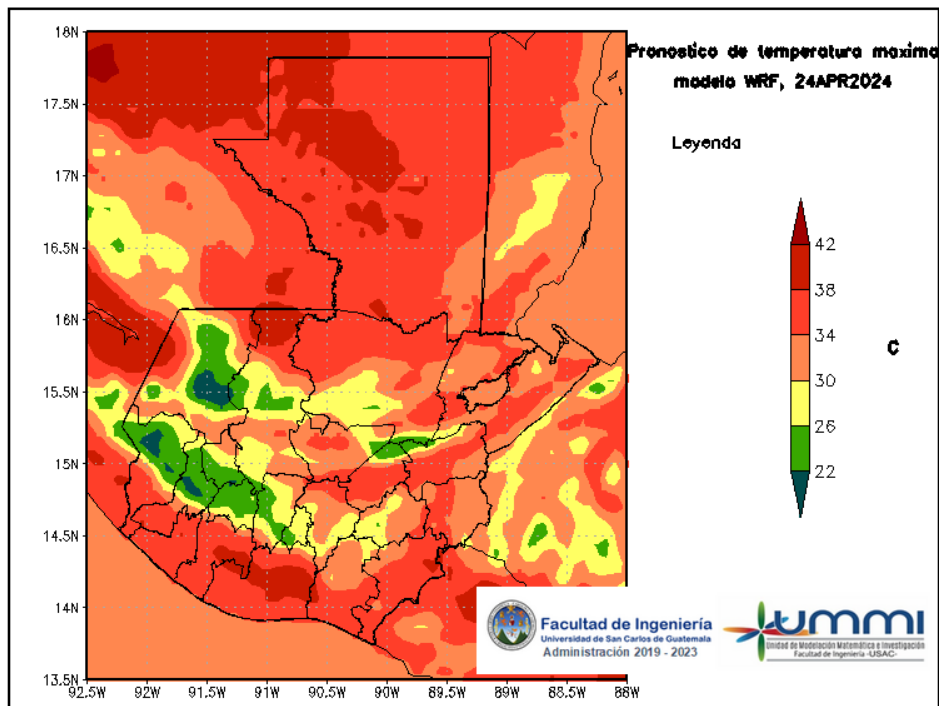 Pronostico de temperatura maxima
modelo WRF, 24APR2024
Leyenda
18N
17.5N
17N
16.5N
16N
15.5N
15N
14.5N
14N
13.5N
92.5W
92W
91.5W
91W
90.5W
90W
89.5W
89W
88.5W
88W
42
38
34
30
26
22
C
Facultad de Ingeniería
Universidad de San Carlos de Guatemala
Administración 2019 - 2023
UMMI
Unidad de Modelación Matemática e Investigación
Facultad de Ingeniería -USAC-